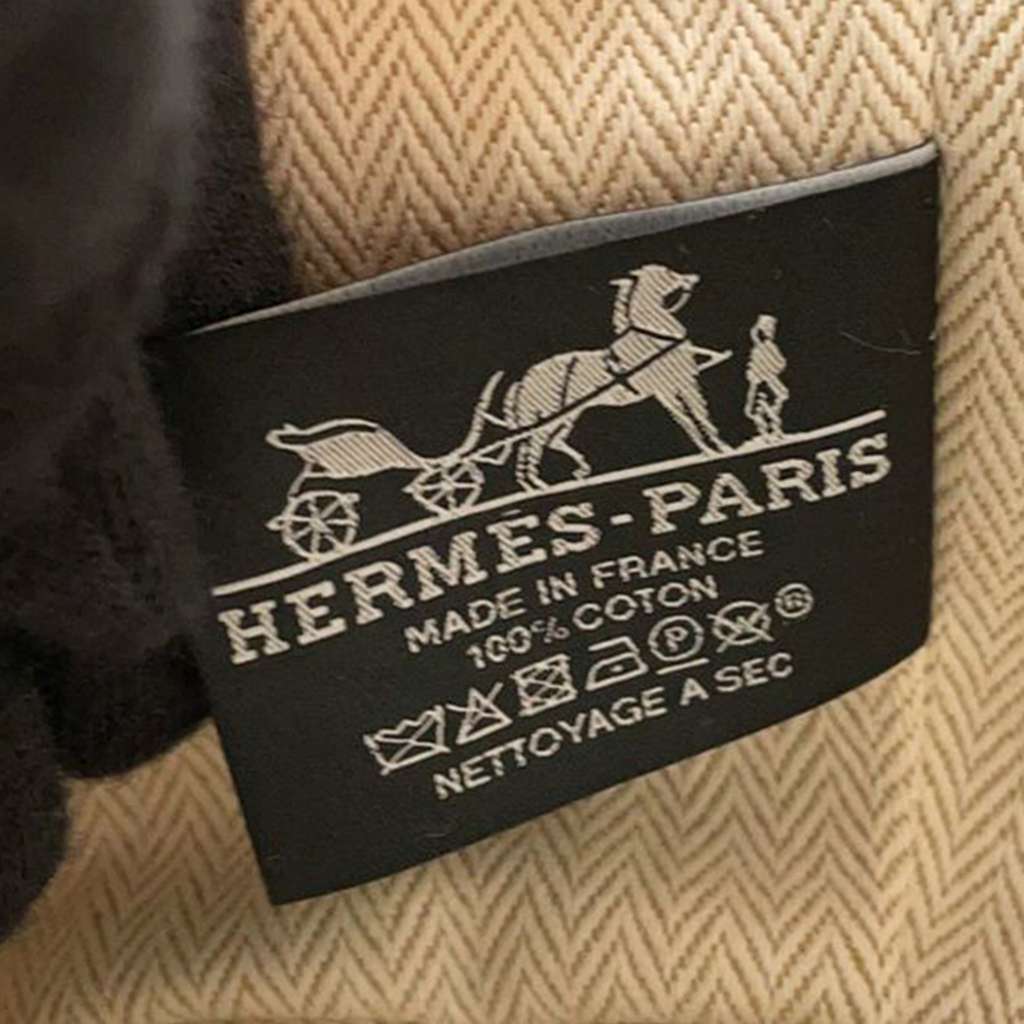 HERMÈS-PARIS
MADE IN FRANCE
100% COTON
P W ®
NETTOYAGE A SEC